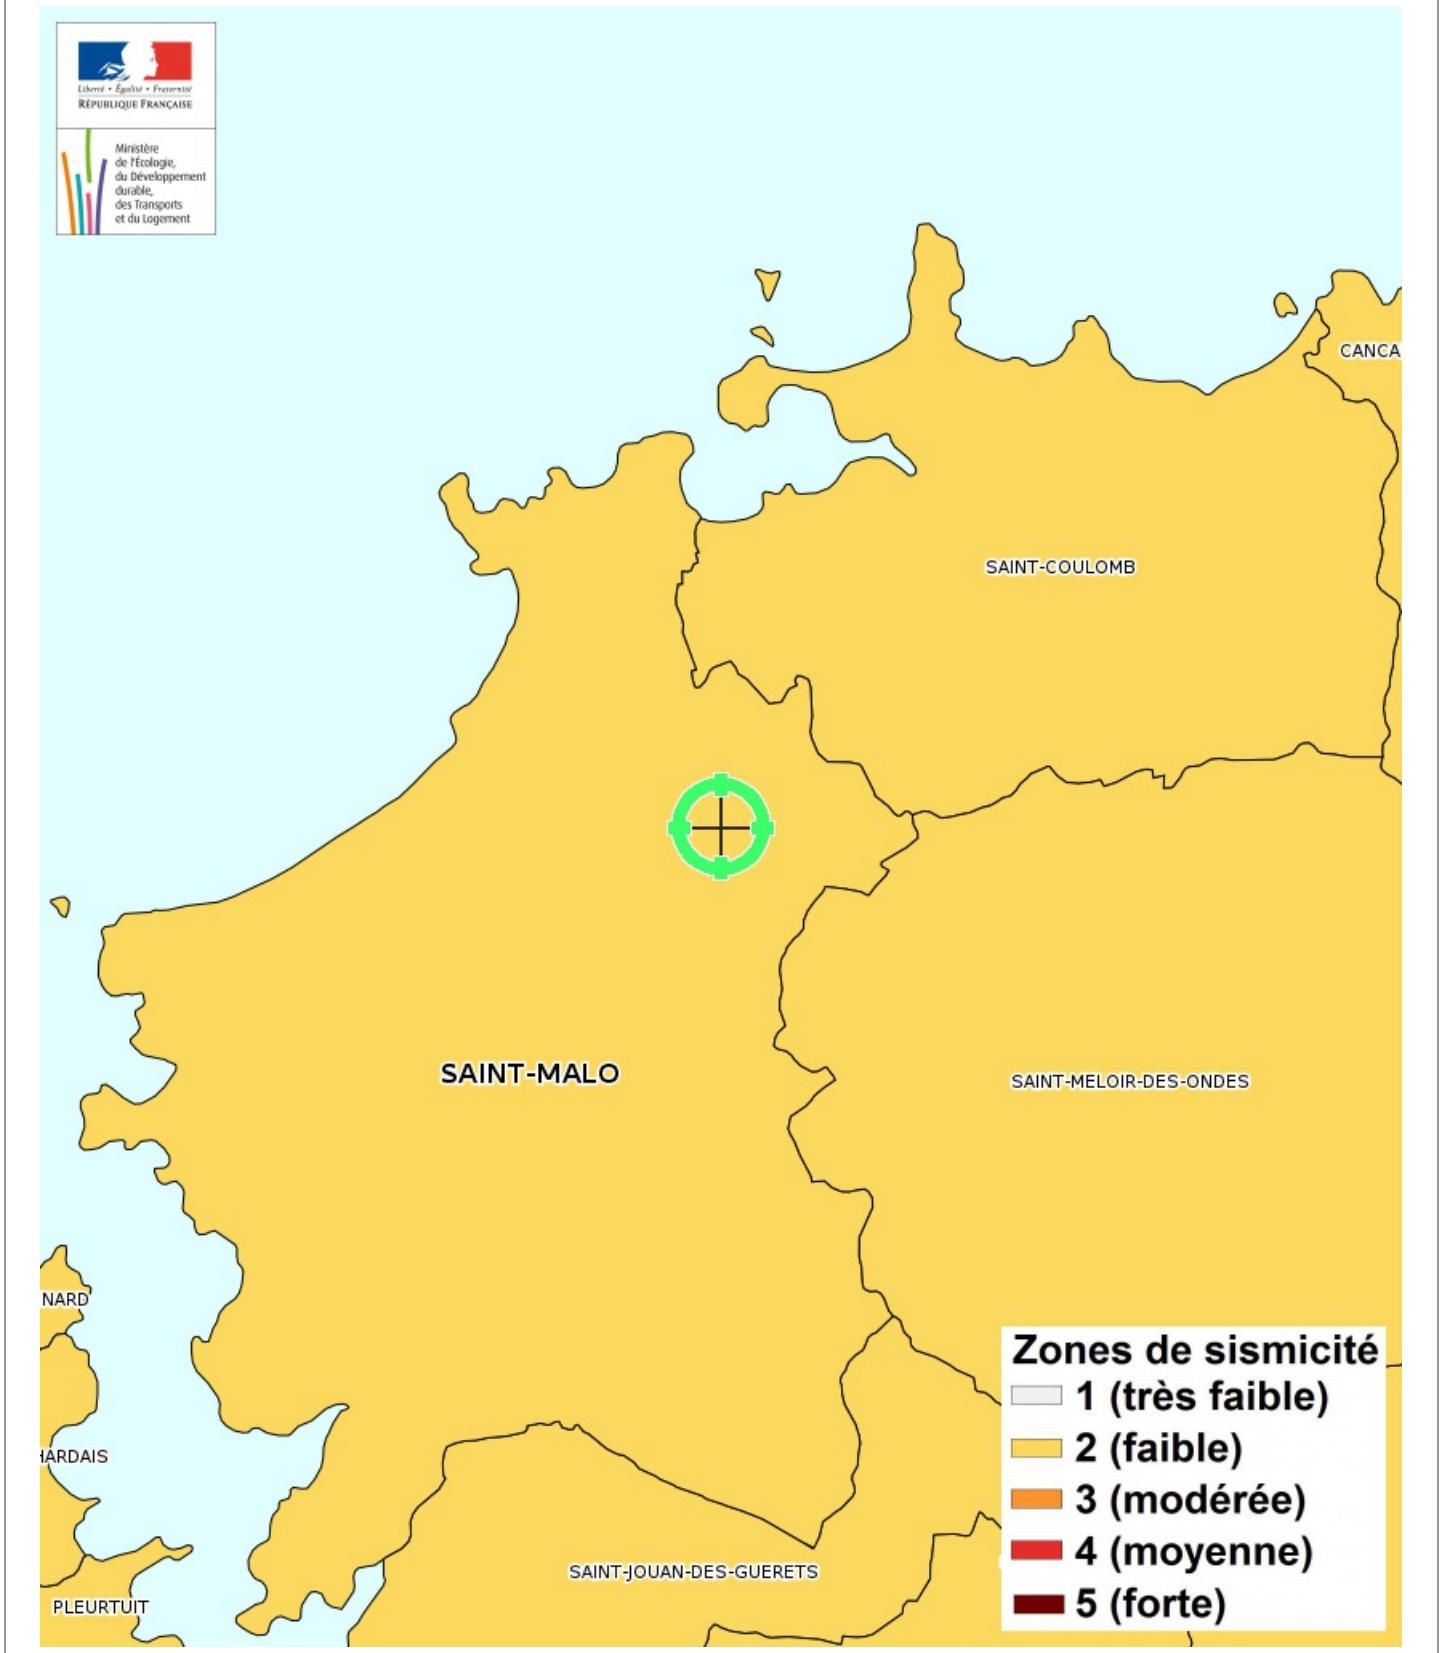 Liberté • Égalité • Fraternité
RÉPUBLIQUE FRANÇAISE
Ministère
de l'Écologie,
du Développement
durable,
des Transports
et du Logement
CANCA
SAINT-COULOMB
SAINT-MALO
SAINT-MELOIR-DES-ONDES
NARD
HARDAIS
SAINT-JOUAN-DES-GUERETS
PLEURTUIT
Zones de sismicité
1 (très faible)
2 (faible)
3 (modérée)
4 (moyenne)
5 (forte)